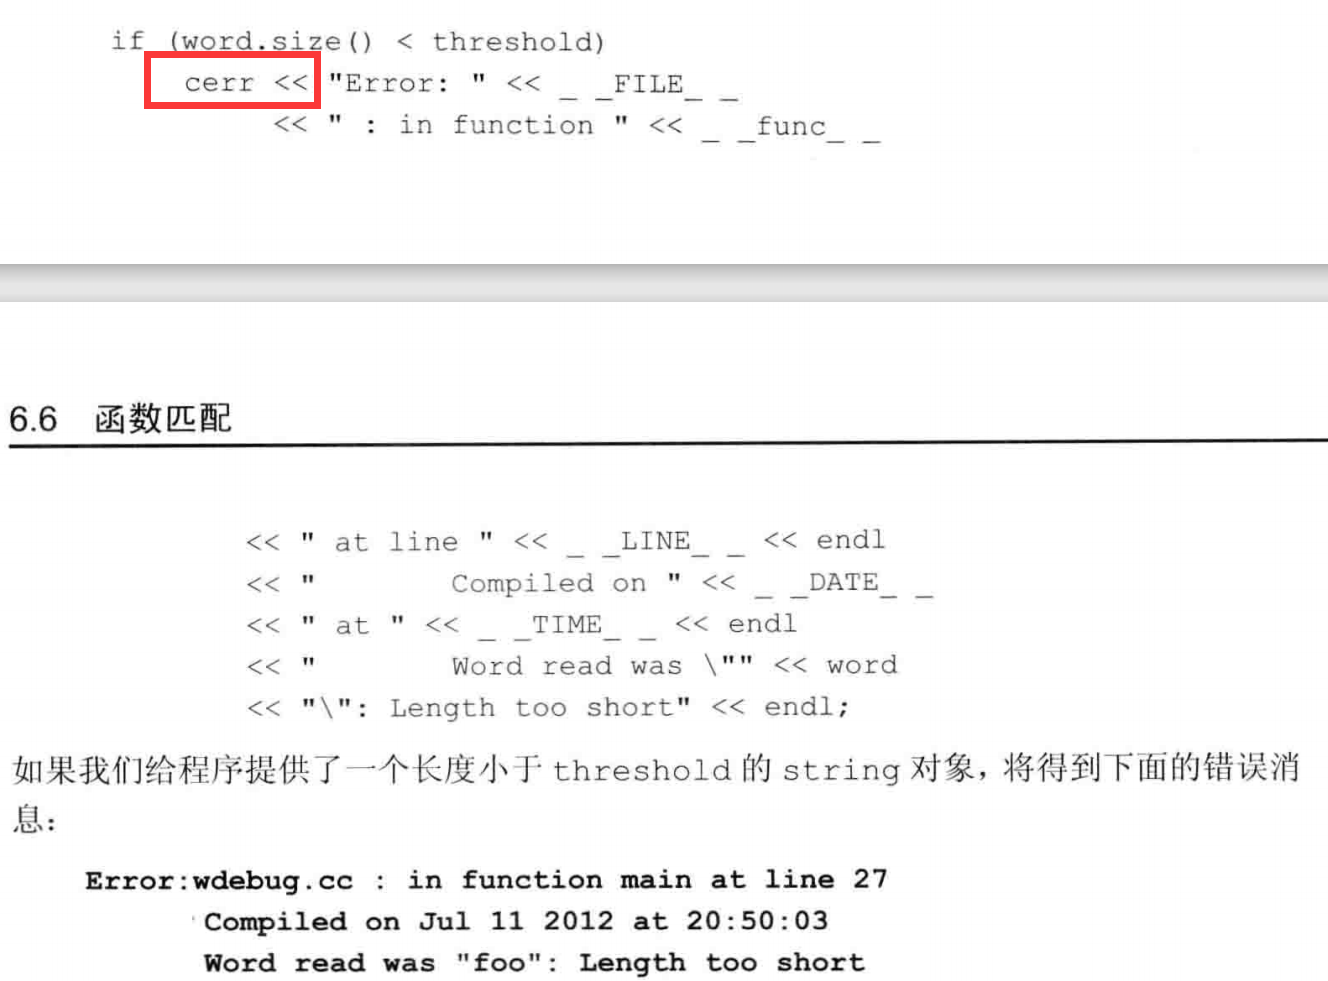 if (word.size() < threshold)
cerr << "Error: " << _ _FILE_ _
<< " : in function " << _ _func_ _
6.6 函数匹配
<< " at line " << _ _LINE_ _ << endl
<< "       Compiled on " << _ _DATE_ _
<< " at " << _ _TIME_ _ << endl
<< "       Word read was \"" << word
<< "\": Length too short" << endl;
如果我们给程序提供了一个长度小于 threshold 的 string 对象，将得到下面的错误消
息：
Error:wdebug.cc : in function main at line 27
Compiled on Jul 11 2012 at 20:50:03
Word read was "foo": Length too short